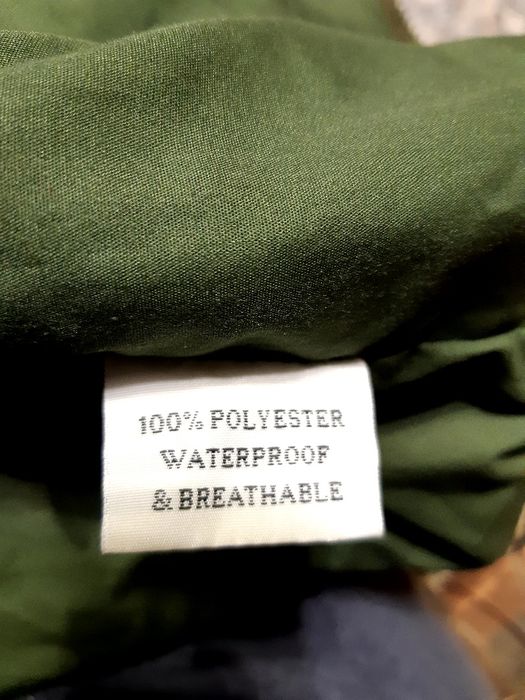 100% POLYESTER
WATERPROOF
& BREATHABLE